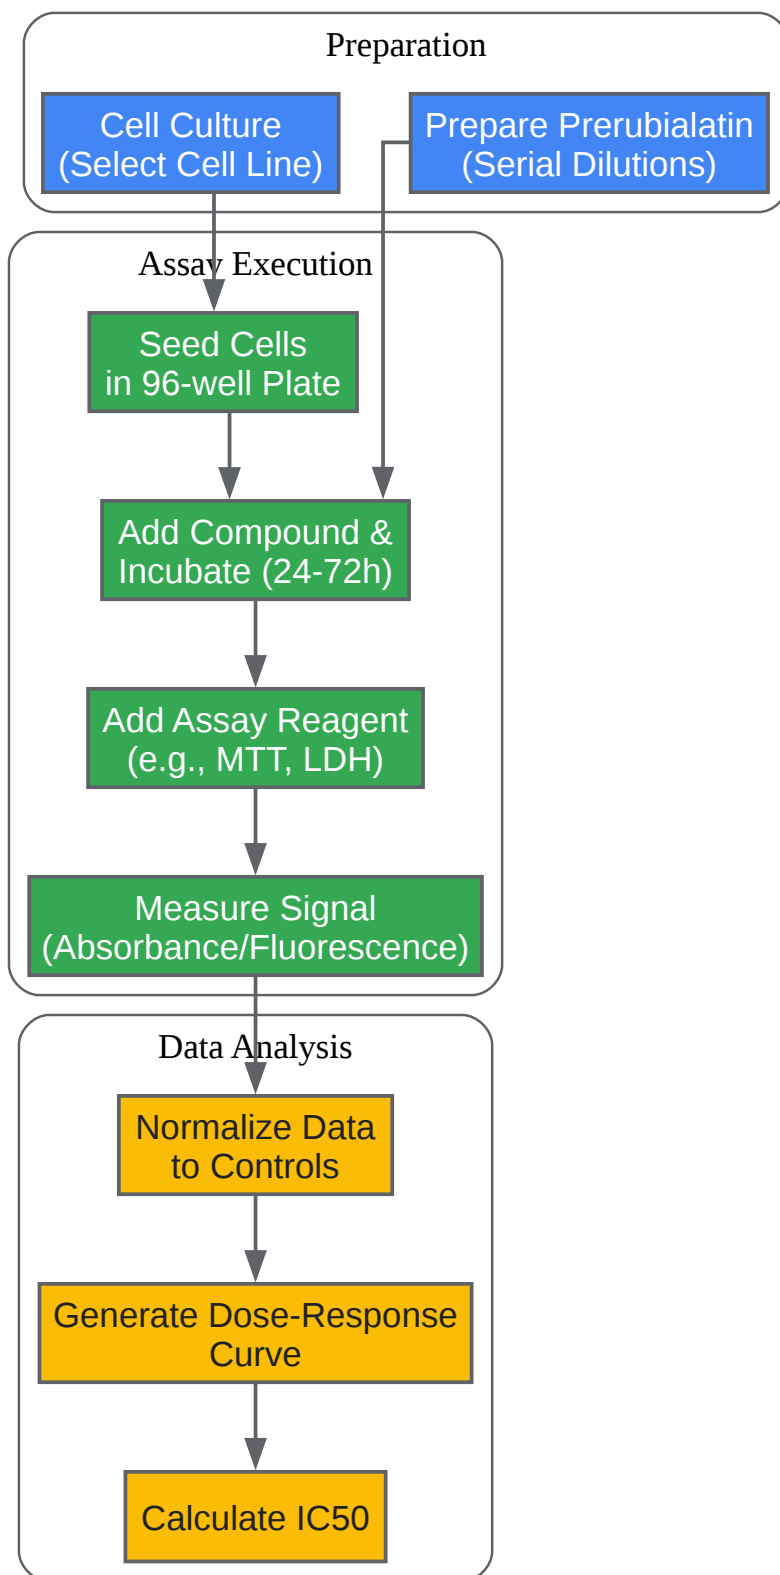 Preparation
Cell Culture
(Select Cell Line)
Prepare Prerubialatin
(Serial Dilutions)
Assay Execution
Seed Cells
in 96-well Plate
Add Compound &
Incubate (24-72h)
Add Assay Reagent
(e.g., MTT, LDH)
Measure Signal
(Absorbance/Fluorescence)
Data Analysis
Normalize Data
to Controls
Generate Dose-Response
Curve
Calculate IC50